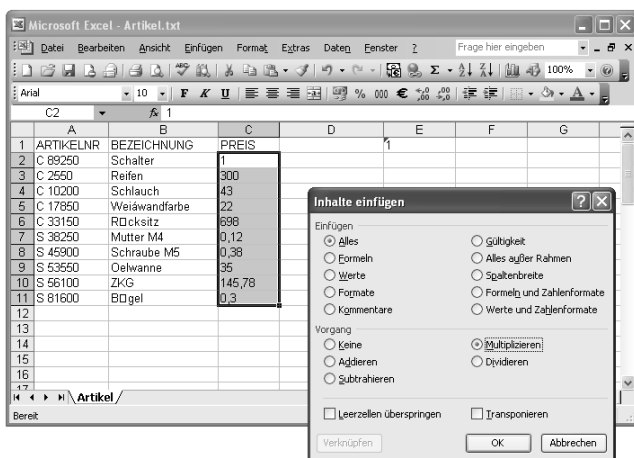 Microsoft Excel - Artikel.txt
Datei Bearbeiten Ansicht Einfügen Format Extras Daten Fenster ? Frage hier eingeben
100%
Arial 10 F K U % 000 €
C2 fx 1
A B C D E F G
1 ARTIKELNR BEZEICHNUNG PREIS 1
2 C 89250 Schalter 1
3 C 2550 Reifen 300
4 C 10200 Schlauch 43
5 C 17850 Weiáwandfarbe 22
6 C 33150 R□cksitz 698
7 S 38250 Mutter M4 0,12
8 S 45900 Schraube M5 0,38
9 S 53550 Oelwanne 35
10 S 56100 ZKG 145,78
11 S 81600 B□gel 0,3
12
13
14
15
16
17
Artikel
Bereit
Inhalte einfügen
Einfügen
Alles Gültigkeit
Formeln Alles außer Rahmen
Werte Spaltenbreite
Formate Formeln und Zahlenformate
Kommentare Werte und Zahlenformate
Vorgang
Keine Multiplizieren
Addieren Dividieren
Subtrahieren
Leerzellen überspringen Transponieren
Verknüpfen OK Abbrechen